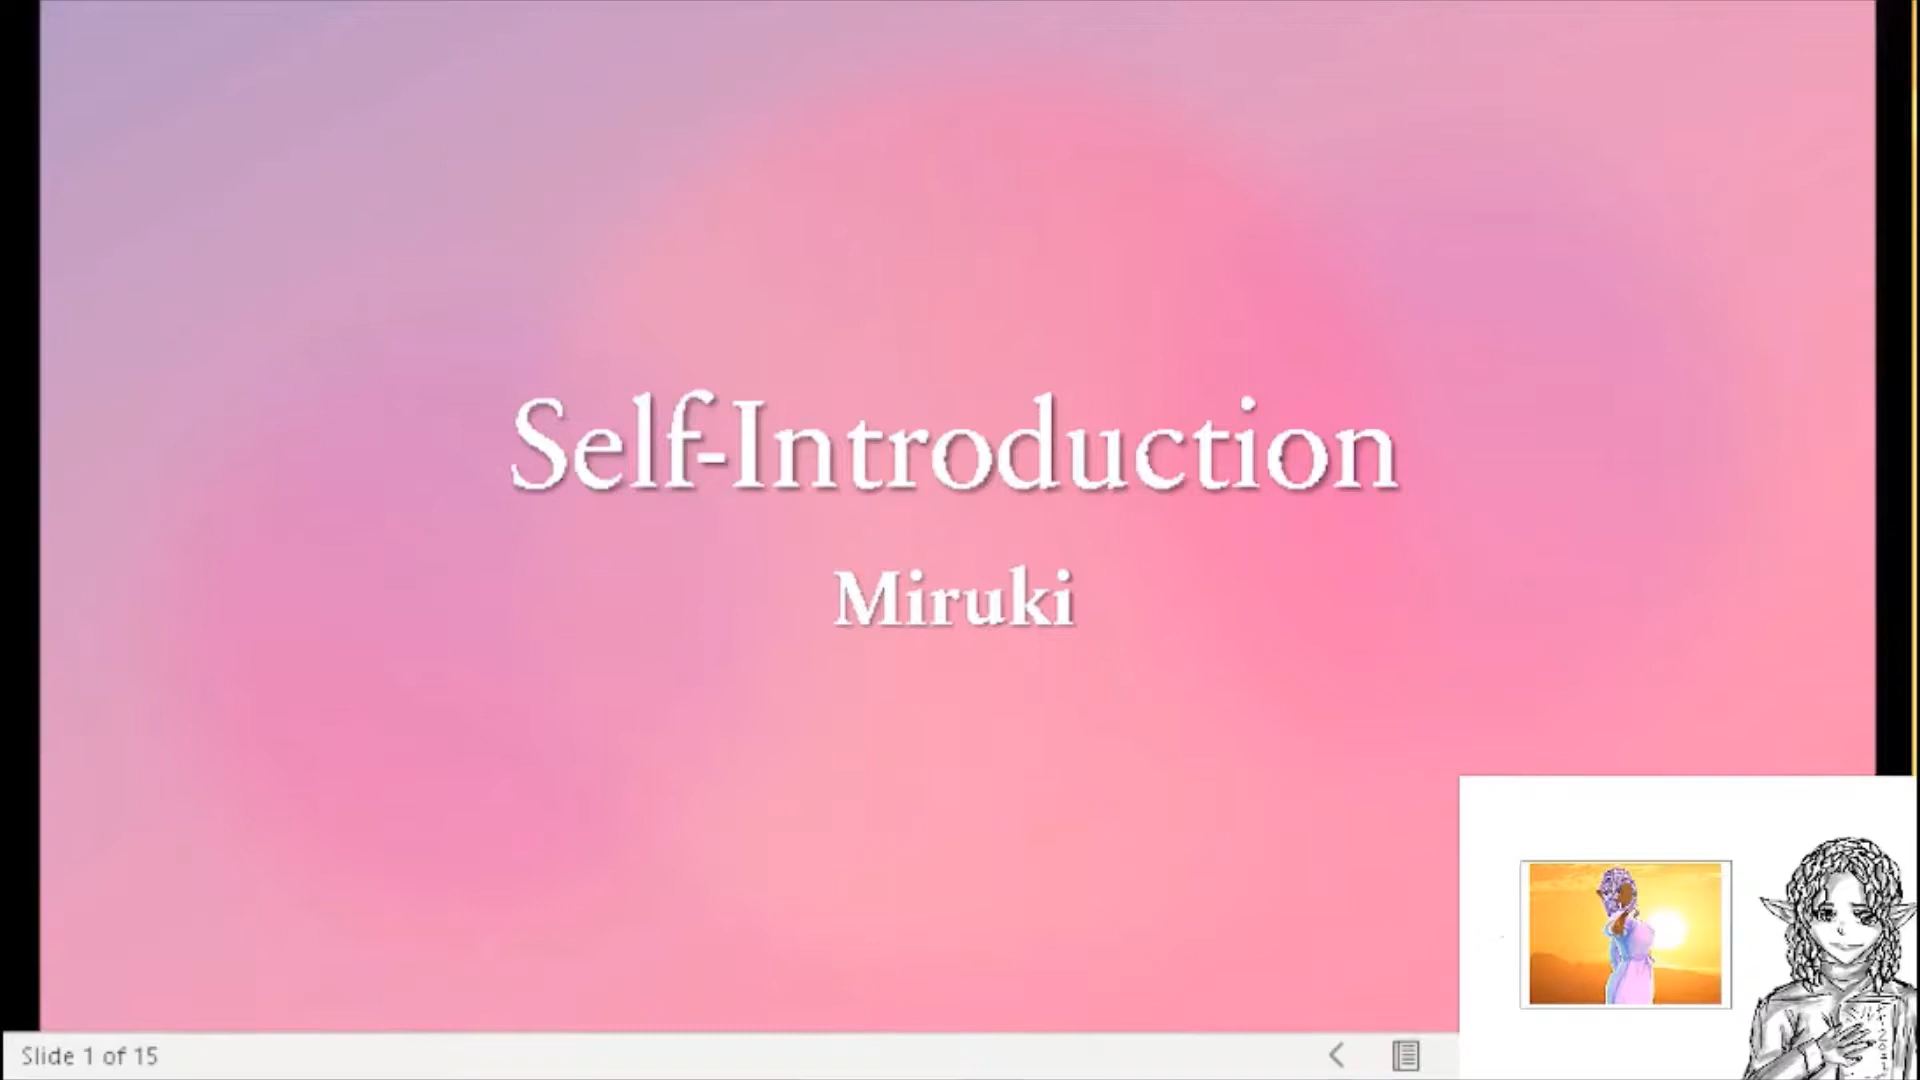 Self-Introduction
Miruki
Slide 1 of 15